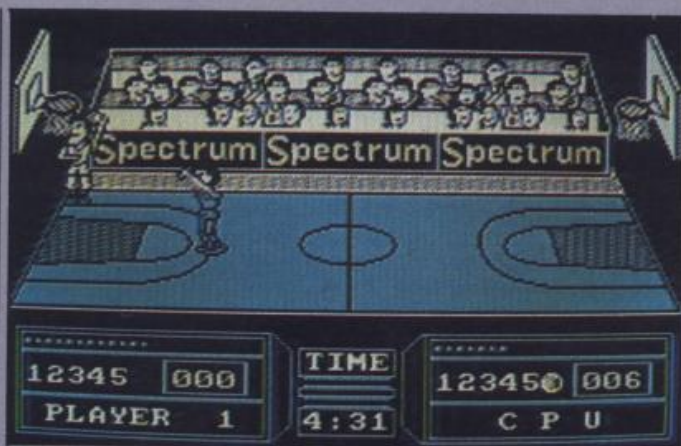 Spectrum Spectrum Spectrum
TIME
12345 000
12345 006
PLAYER 1
4:31
C P U